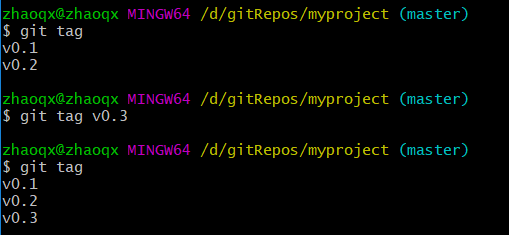 zhaoqx@zhaoqx MINGW64 /d/gitRepos/myproject (master)
$ git tag
v0.1
v0.2
zhaoqx@zhaoqx MINGW64 /d/gitRepos/myproject (master)
$ git tag v0.3
zhaoqx@zhaoqx MINGW64 /d/gitRepos/myproject (master)
$ git tag
v0.1
v0.2
v0.3